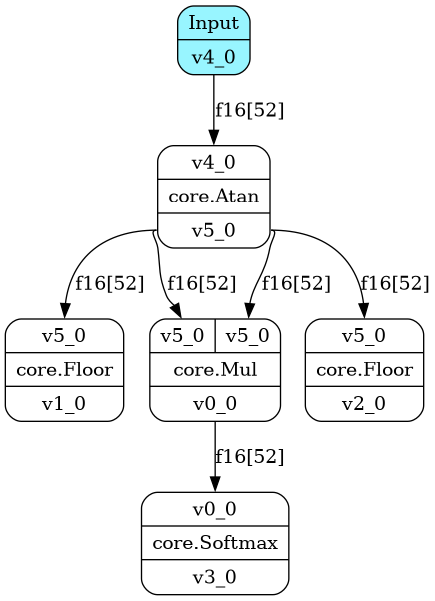 Input
v4_0
f16[52]
v4_0
core.Atan
v5_0
f16[52] f16[52] f16[52] f16[52]
v5_0 v5_0 v5_0 v5_0
core.Floor core.Mul core.Floor
v1_0 v0_0 v2_0
f16[52]
v0_0
core.Softmax
v3_0